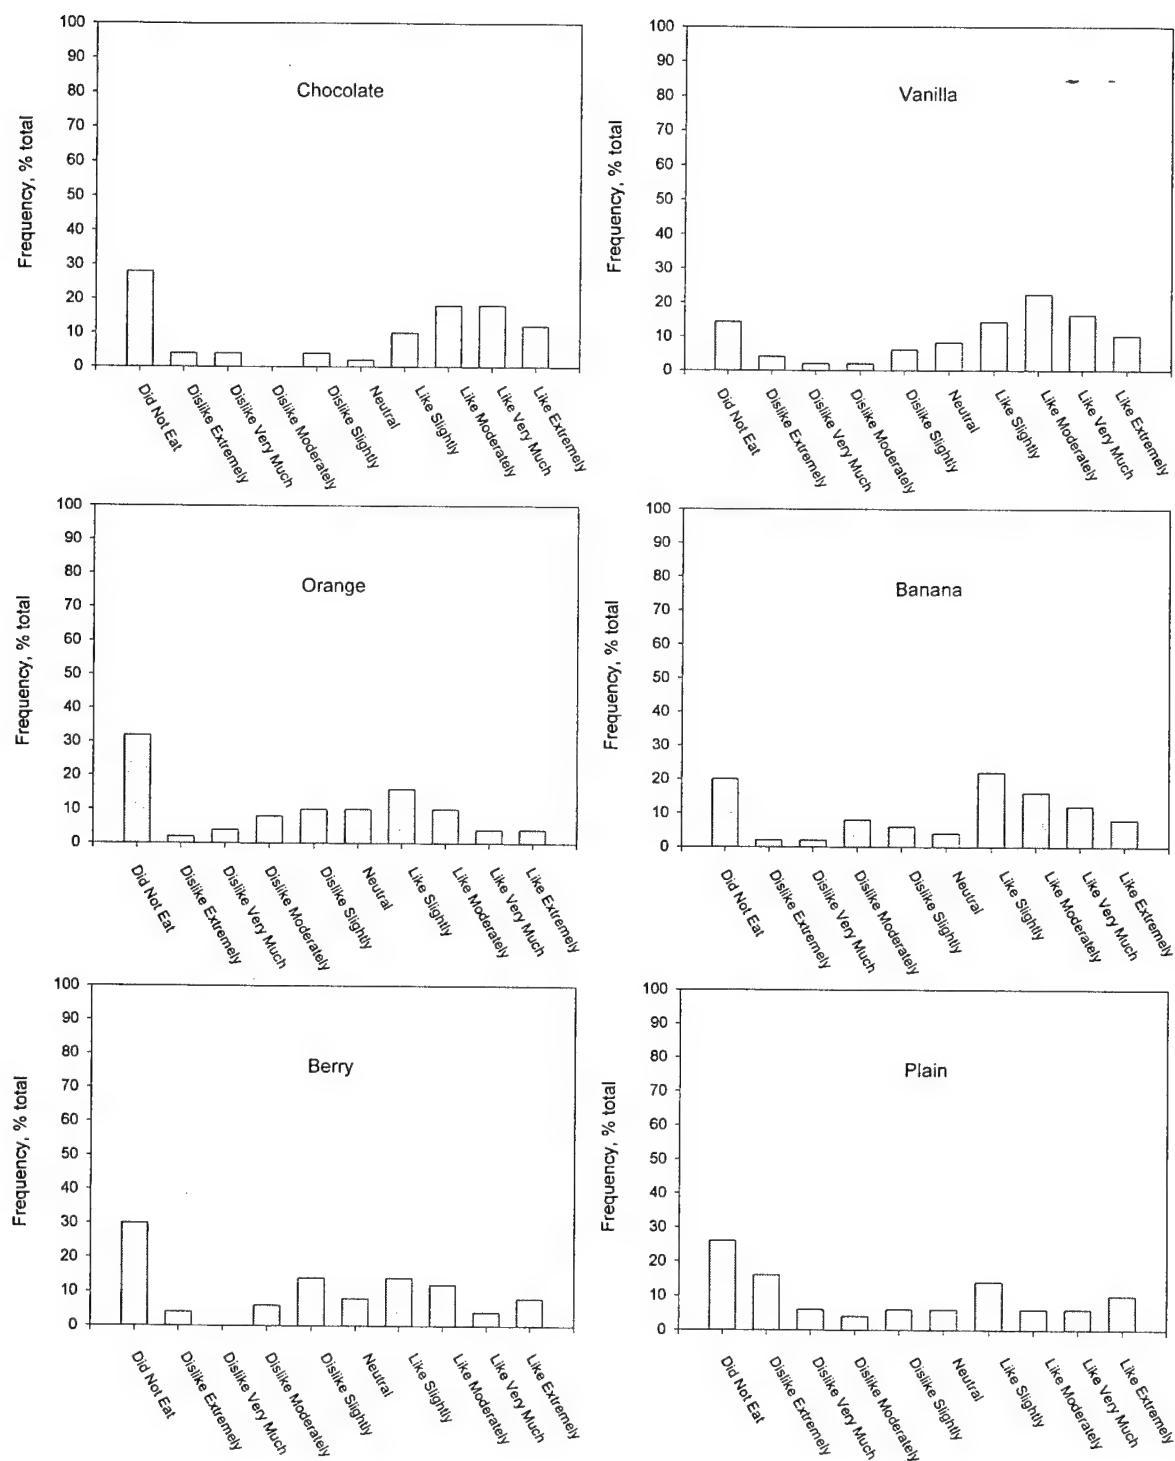 Chocolate
Frequency, % total
100
90
80
70
60
50
40
30
20
10
0
Did Not Eat
Dislike Extremely
Dislike Very Much
Dislike Moderately
Dislike Slightly
Neutral
Like Slightly
Like Moderately
Like Very Much
Like Extremely
Vanilla
Frequency, % total
100
90
80
70
60
50
40
30
20
10
0
Did Not Eat
Dislike Extremely
Dislike Very Much
Dislike Moderately
Dislike Slightly
Neutral
Like Slightly
Like Moderately
Like Very Much
Like Extremely
Orange
Frequency, % total
100
90
80
70
60
50
40
30
20
10
0
Did Not Eat
Dislike Extremely
Dislike Very Much
Dislike Moderately
Dislike Slightly
Neutral
Like Slightly
Like Moderately
Like Very Much
Like Extremely
Banana
Frequency, % total
100
90
80
70
60
50
40
30
20
10
0
Did Not Eat
Dislike Extremely
Dislike Very Much
Dislike Moderately
Dislike Slightly
Neutral
Like Slightly
Like Moderately
Like Very Much
Like Extremely
Berry
Frequency, % total
100
90
80
70
60
50
40
30
20
10
0
Did Not Eat
Dislike Extremely
Dislike Very Much
Dislike Moderately
Dislike Slightly
Neutral
Like Slightly
Like Moderately
Like Very Much
Like Extremely
Plain
Frequency, % total
100
90
80
70
60
50
40
30
20
10
0
Did Not Eat
Dislike Extremely
Dislike Very Much
Dislike Moderately
Dislike Slightly
Neutral
Like Slightly
Like Moderately
Like Very Much
Like Extremely